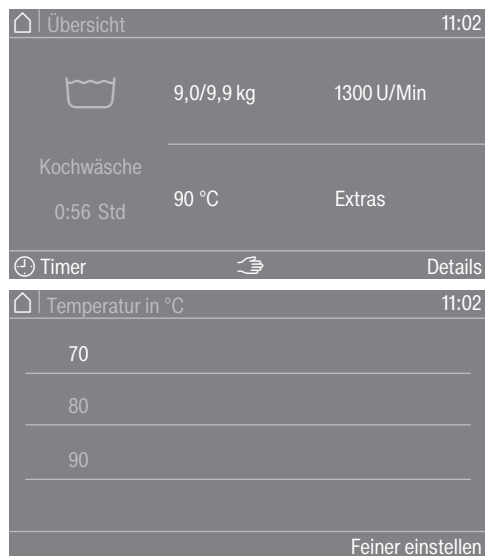 Übersicht 11:02
9,0/9,9 kg 1300 U/Min
Kochwäsche
0:56 Std
90 °C Extras
Timer Details
Temperatur in °C 11:02
70
80
90
Feiner einstellen